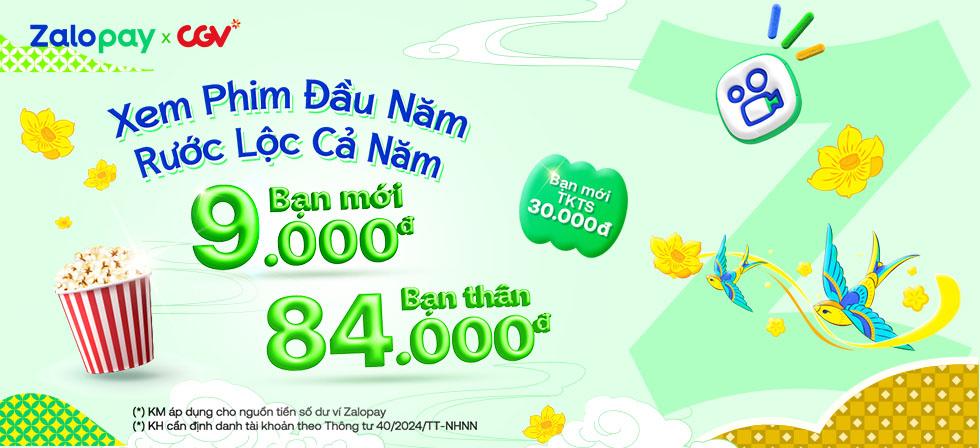 Zalopay x CGV*
Xem Phim Đầu Năm
Rước Lộc Cả Năm
Bạn mới
9.000đ
Bạn mới
TKTS
30.000đ
Bạn thân
84.000đ
(*) KM áp dụng cho nguồn tiền số dư ví Zalopay
(*) KH cần định danh tài khoản theo Thông tư 40/2024/TT-NHNN